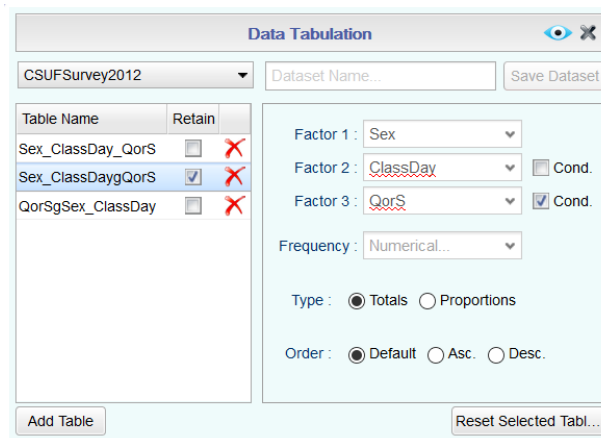 Data Tabulation
CSUFSurvey2012 Dataset Name... Save Dataset
Table Name Retain
Sex_ClassDay_QorS
Sex_ClassDaygQorS
QorSgSex_ClassDay
Factor 1 : Sex
Factor 2 : ClassDay Cond.
Factor 3 : QorS Cond.
Frequency : Numerical...
Type : Totals Proportions
Order : Default Asc. Desc.
Add Table Reset Selected Tabl...